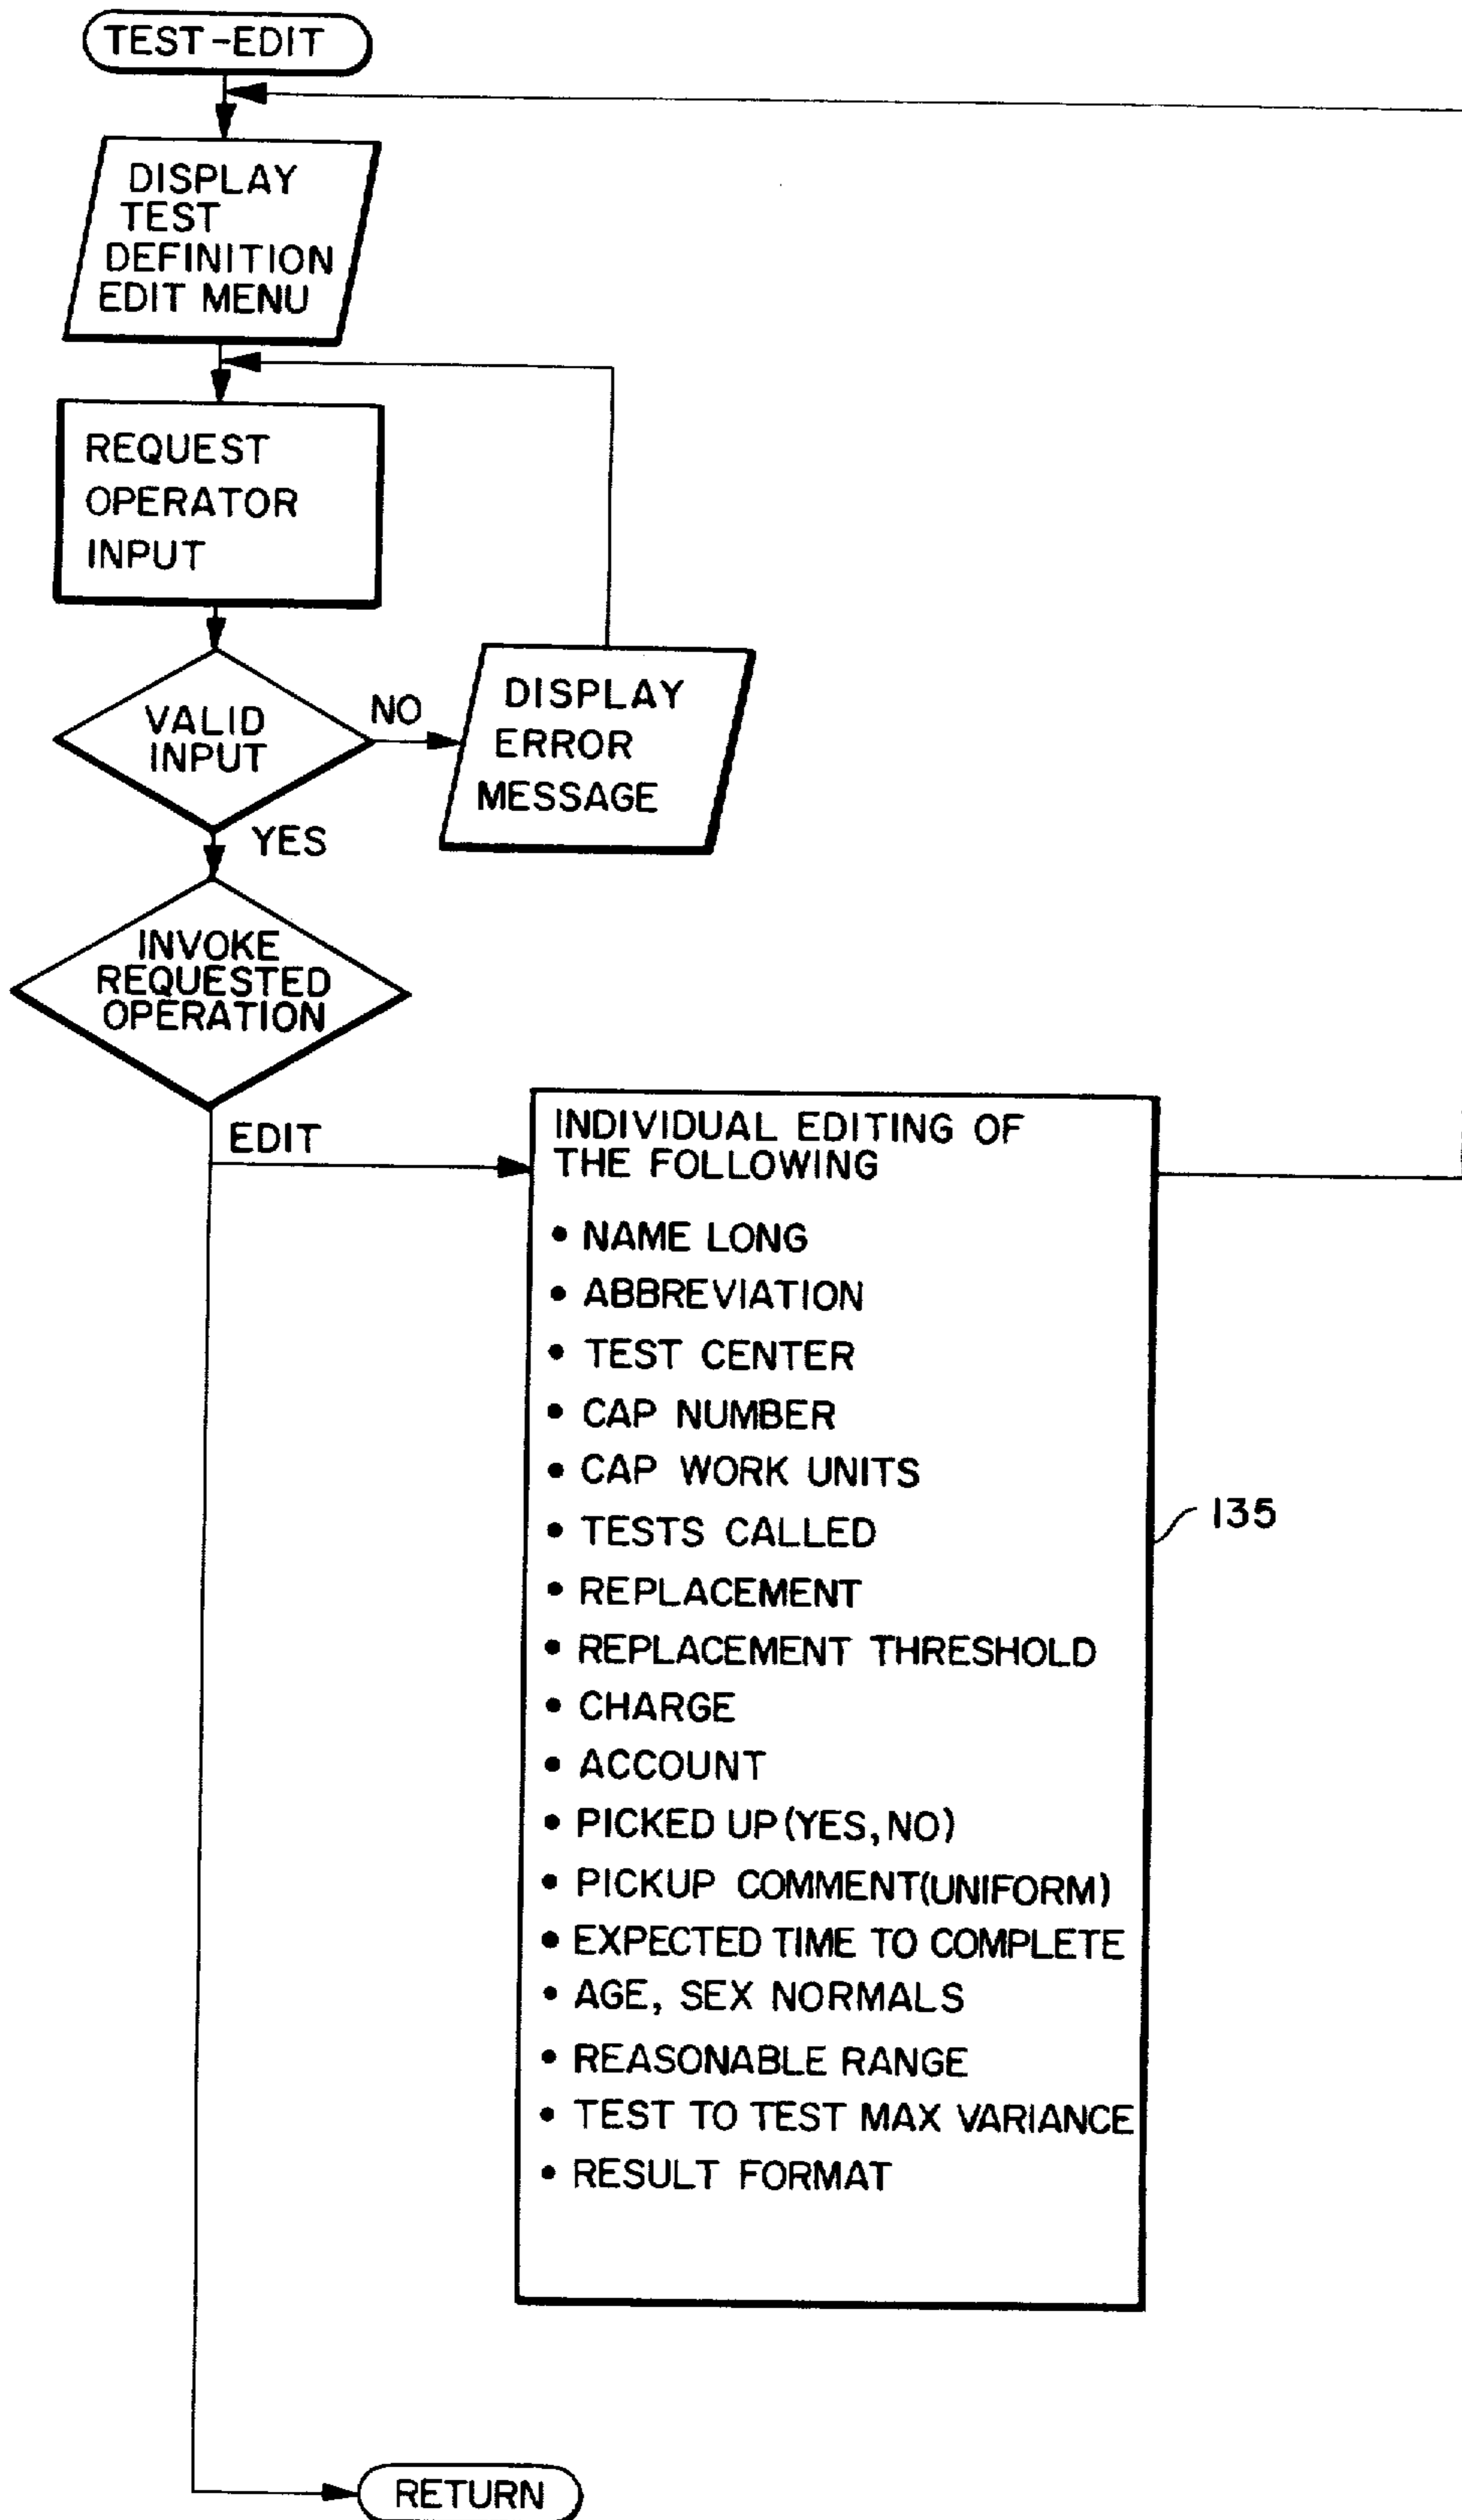 TEST-EDIT
DISPLAY
TEST
DEFINITION
EDIT MENU
REQUEST
OPERATOR
INPUT
VALID
INPUT
NO
DISPLAY
ERROR
MESSAGE
YES
INVOKE
REQUESTED
OPERATION
EDIT
INDIVIDUAL EDITING OF
THE FOLLOWING
• NAME LONG
• ABBREVIATION
• TEST CENTER
• CAP NUMBER
• CAP WORK UNITS
• TESTS CALLED
• REPLACEMENT
• REPLACEMENT THRESHOLD
• CHARGE
• ACCOUNT
• PICKED UP (YES, NO)
• PICKUP COMMENT (UNIFORM)
• EXPECTED TIME TO COMPLETE
• AGE, SEX NORMALS
• REASONABLE RANGE
• TEST TO TEST MAX VARIANCE
• RESULT FORMAT
135
RETURN